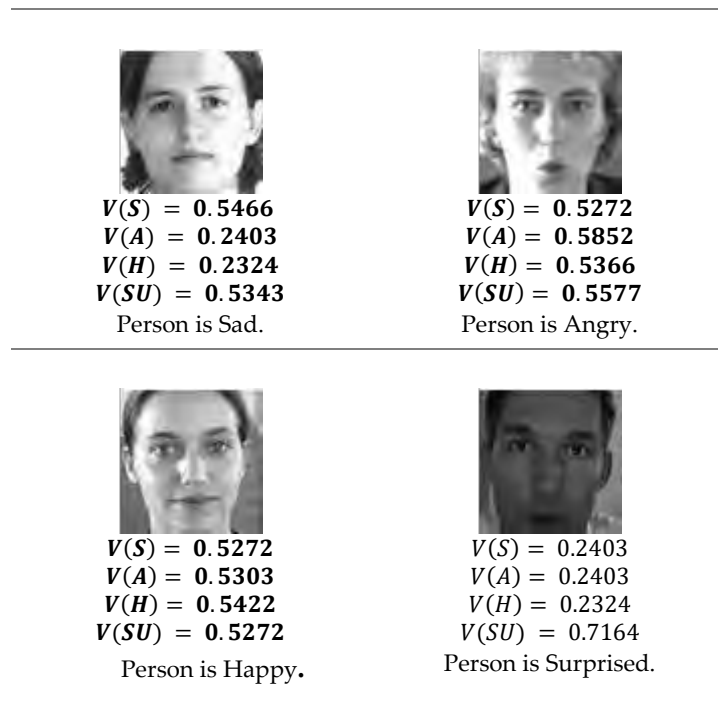 V(S) = 0.5466
V(A) = 0.2403
V(H) = 0.2324
V(SU) = 0.5343
Person is Sad.
V(S) = 0.5272
V(A) = 0.5852
V(H) = 0.5366
V(SU) = 0.5577
Person is Angry.
V(S) = 0.5272
V(A) = 0.5303
V(H) = 0.5422
V(SU) = 0.5272
Person is Happy.
V(S) = 0.2403
V(A) = 0.2403
V(H) = 0.2324
V(SU) = 0.7164
Person is Surprised.